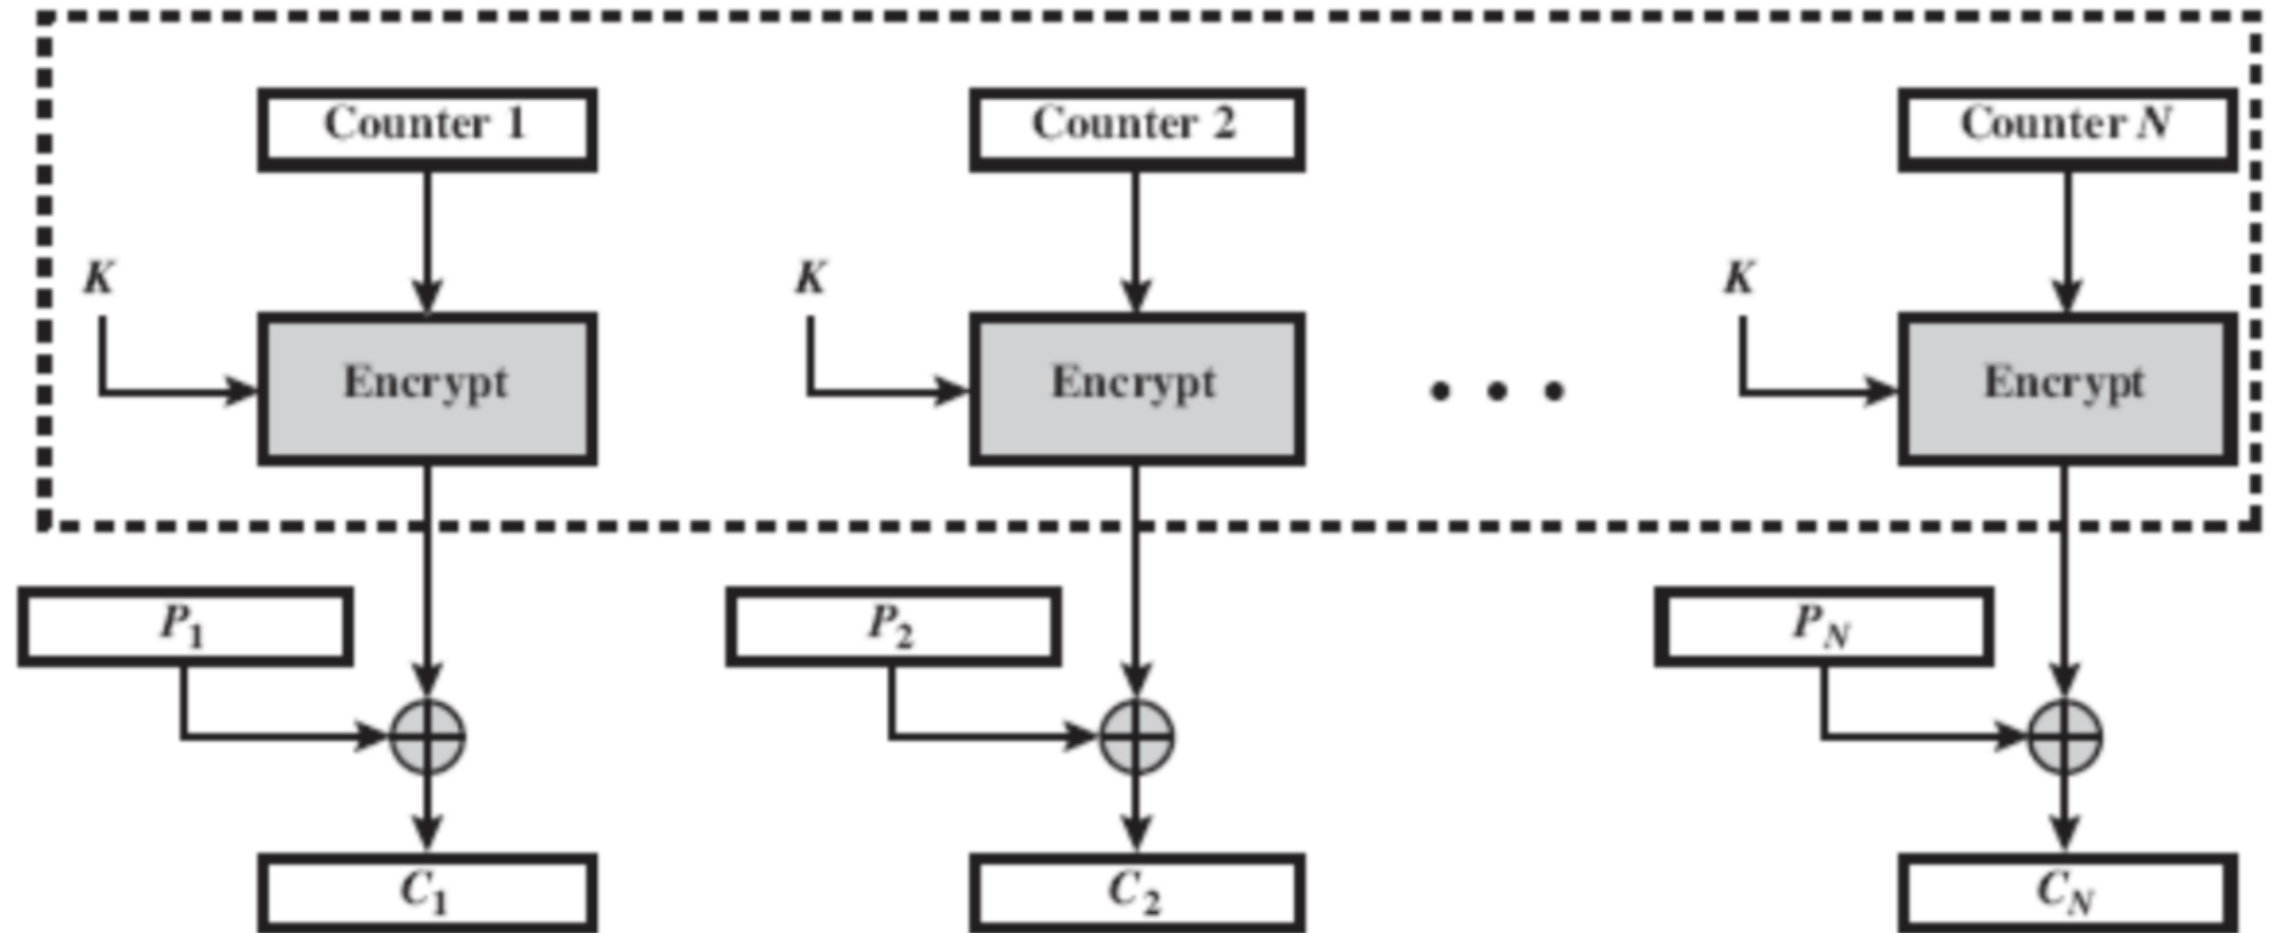 Counter 1 Counter 2 Counter N
K K K
Encrypt Encrypt • • • Encrypt
P1 P2 PN
C1 C2 CN